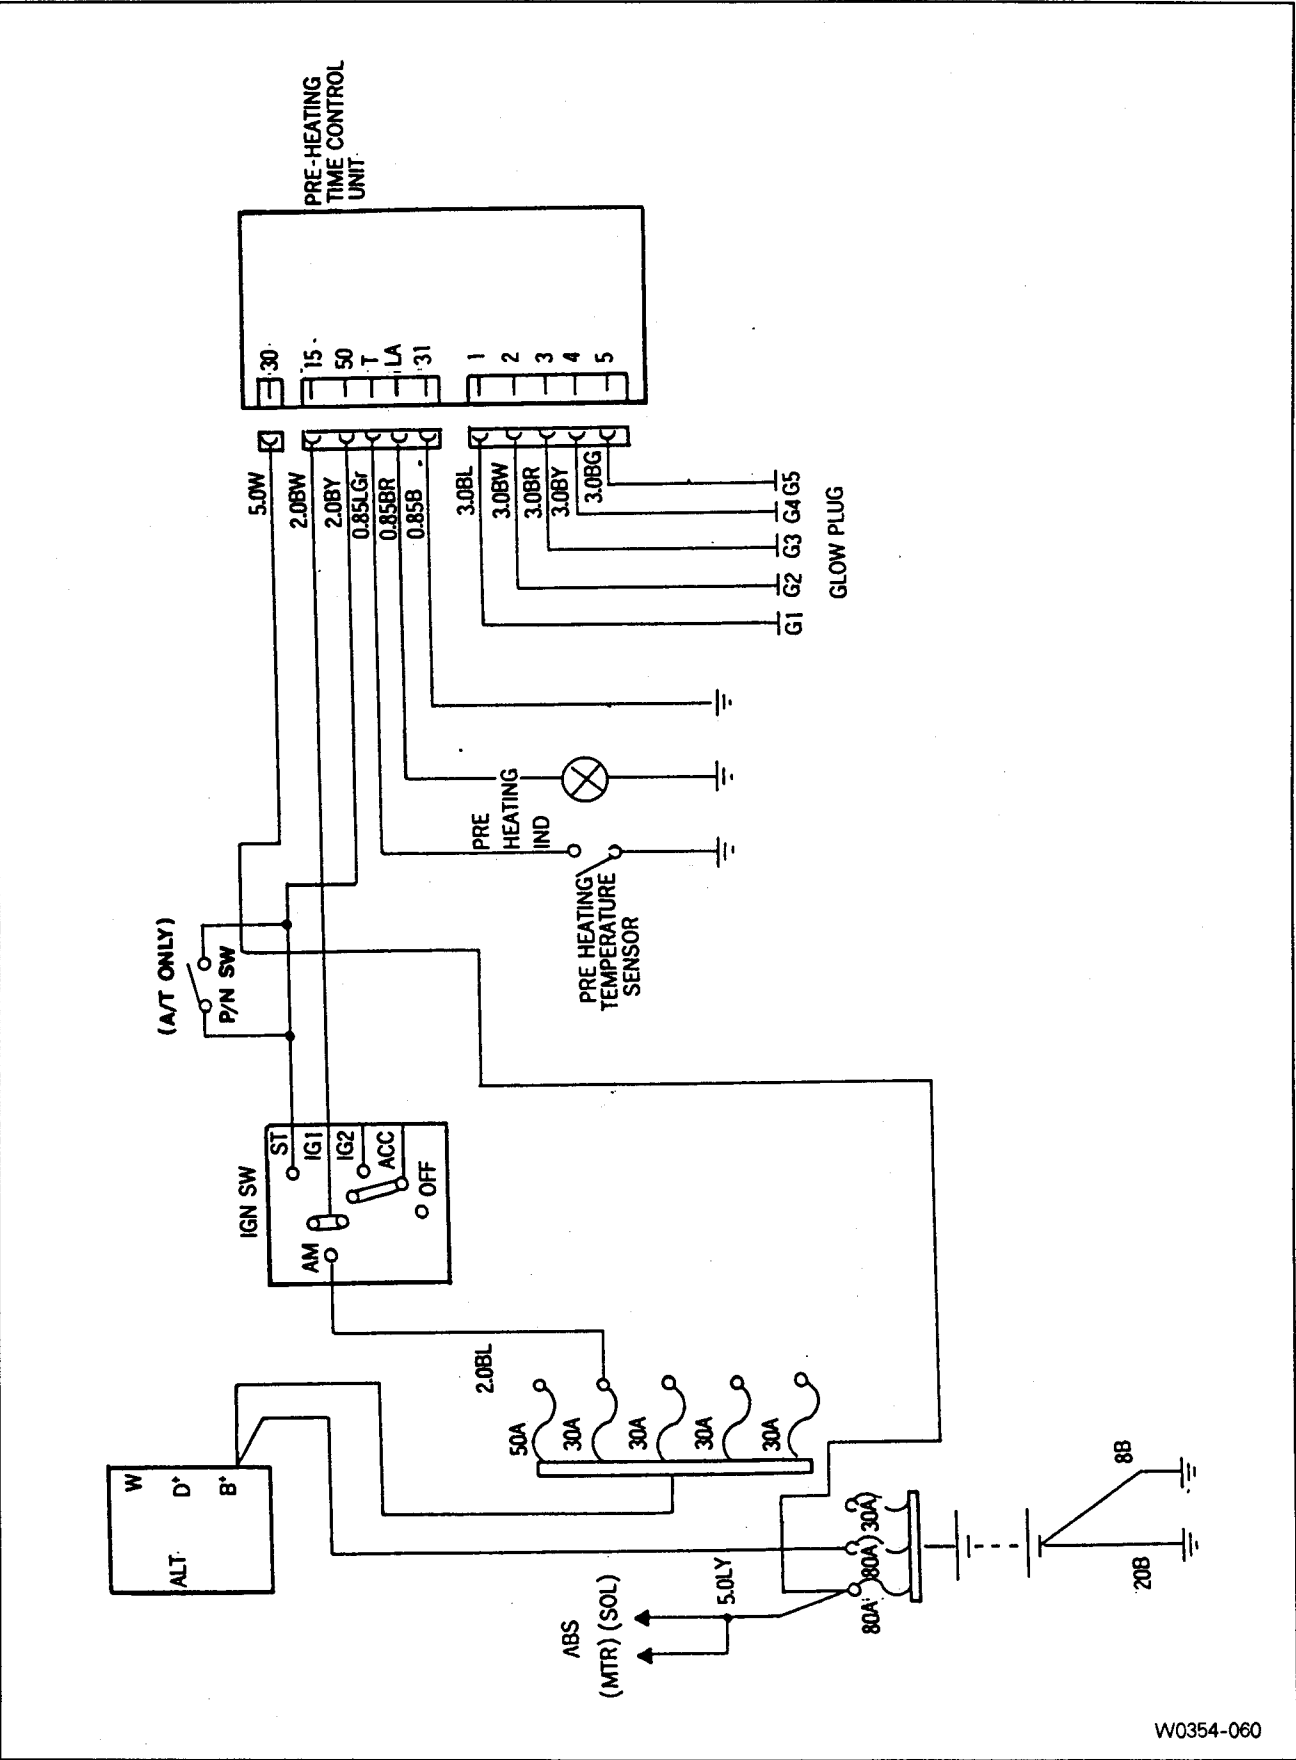 PRE-HEATING
TIME CONTROL
UNIT
30
15
50
T
LA
31
1
2
3
4
5
5.0W
2.0BW
2.0BY
0.85LGr
0.85BR
0.85B
3.0BL
3.0BW
3.0BR
3.0BY
3.0BG
G1
G2
G3
G4
G5
GLOW PLUG
PRE
HEATING
IND
PRE HEATING
TEMPERATURE
SENSOR
(A/T ONLY)
P/N SW
IGN SW
ST
IG1
IG2
ACC
AM
OFF
2.0BL
50A
30A
30A
30A
30A
ALT
W
D+
B+
ABS
(MTR) (SOL)
5.0LY
80A
80A
30A
20B
8B
W0354-060